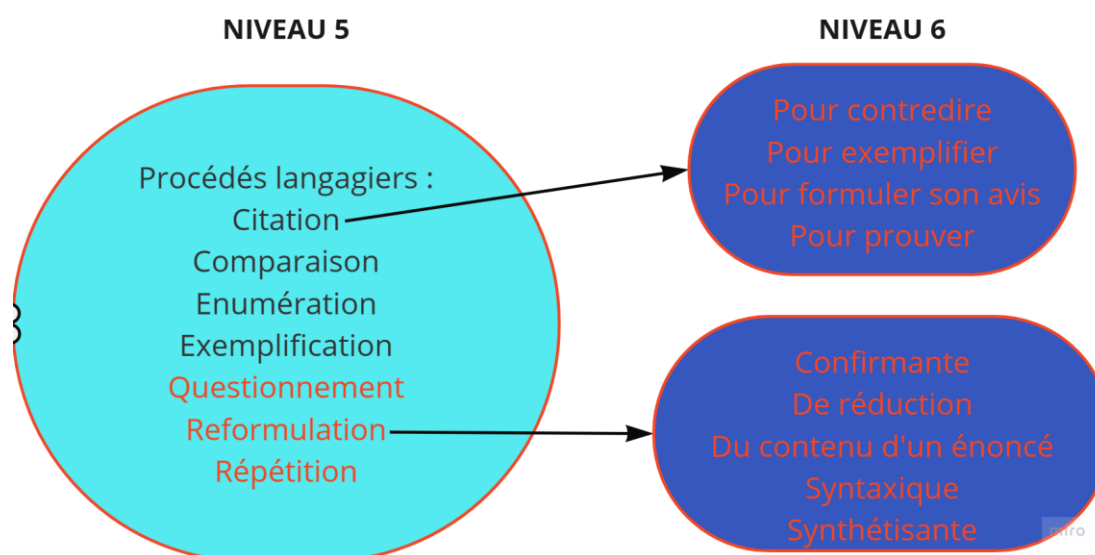 NIVEAU 5
NIVEAU 6
Procédés langagiers :
Citation
Comparaison
Enumération
Exemplification
Questionnement
Reformulation
Répétition
Pour contredire
Pour exemplifier
Pour formuler son avis
Pour prouver
Confirmante
De réduction
Du contenu d'un énoncé
Syntaxique
Synthétisante
miro